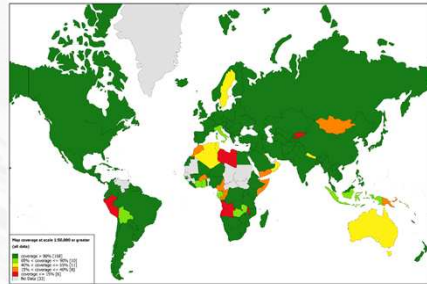 Map coverage at scale 1:50,000 or greater
(all data)
coverage > 80% [158]
60% < coverage <= 80% [10]
40% < coverage <= 60% [11]
15% < coverage <= 40% [8]
coverage <= 15% [6]
No Data [33]